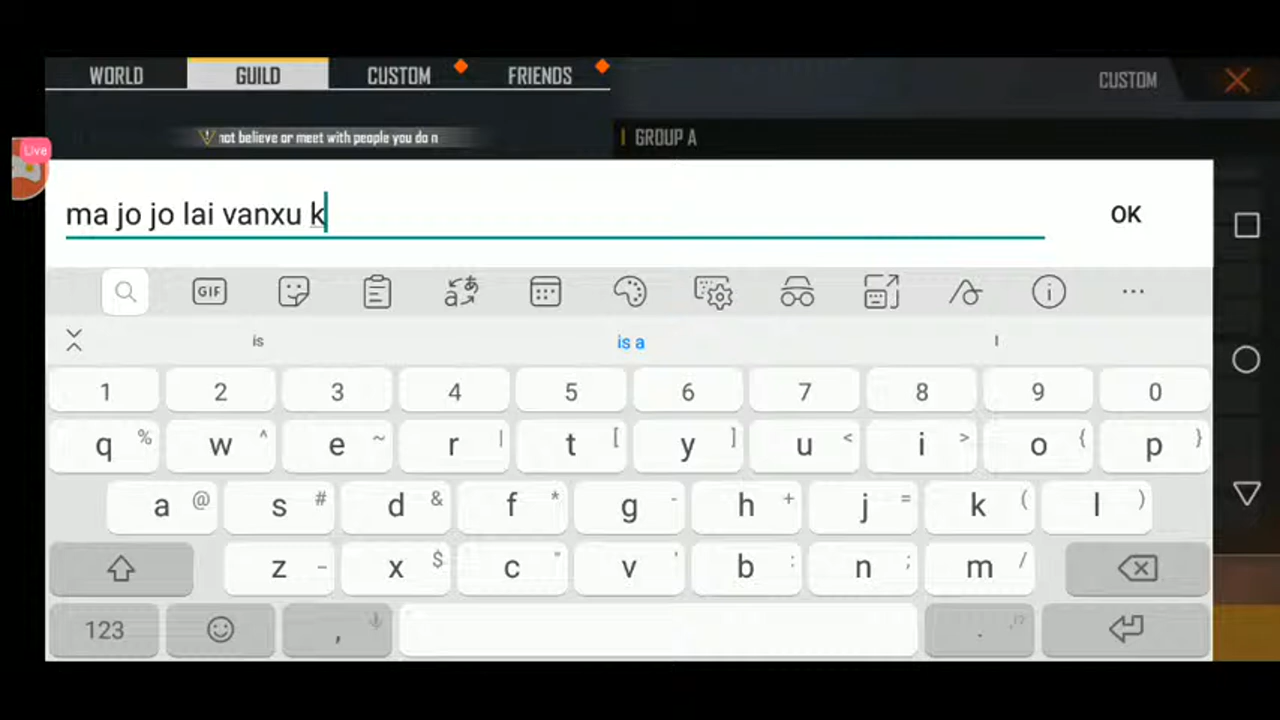 WORLD GUILD CUSTOM FRIENDS CUSTOM
not believe or meet with people you do n
GROUP A
Live
ma jo jo lai vanxu k
OK
GIF
is is a I
1 2 3 4 5 6 7 8 9 0
q % w ^ e ~ r | t [ y ] u < i > o { p }
a @ s # d & f * g - h + j = k ( l )
z _ x $ c " v ' b : n ; m /
123 , . ,!?